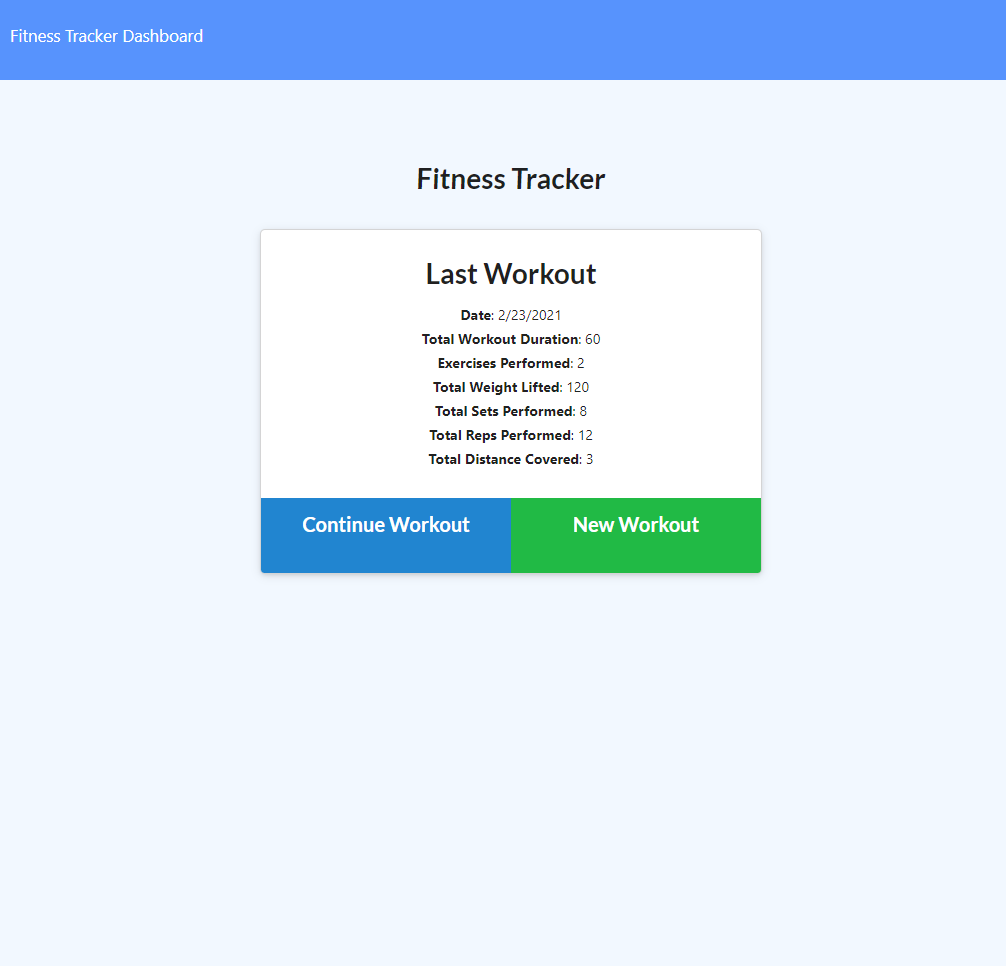 Fitness Tracker Dashboard
Fitness Tracker
Last Workout
Date: 2/23/2021
Total Workout Duration: 60
Exercises Performed: 2
Total Weight Lifted: 120
Total Sets Performed: 8
Total Reps Performed: 12
Total Distance Covered: 3
Continue Workout New Workout